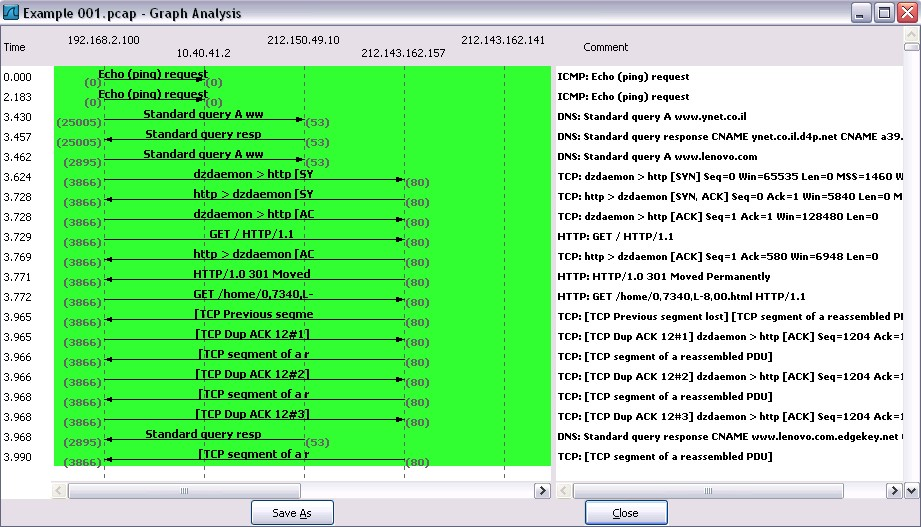 Example 001.pcap - Graph Analysis
Time 192.168.2.100 10.40.41.2 212.150.49.10 212.143.162.157 212.143.162.141 Comment
0.000 Echo (ping) request (0) (0) ICMP: Echo (ping) request
2.183 Echo (ping) request (0) (0) ICMP: Echo (ping) request
3.430 Standard query A ww (25005) (53) DNS: Standard query A www.ynet.co.il
3.457 Standard query resp (25005) (53) DNS: Standard query response CNAME ynet.co.il.d4p.net CNAME a39.
3.462 Standard query A ww (2895) (53) DNS: Standard query A www.lenovo.com
3.624 dzdaemon > http [SY (3866) (80) TCP: dzdaemon > http [SYN] Seq=0 Win=65535 Len=0 MSS=1460 W
3.728 http > dzdaemon [SY (3866) (80) TCP: http > dzdaemon [SYN, ACK] Seq=0 Ack=1 Win=5840 Len=0 M
3.728 dzdaemon > http [AC (3866) (80) TCP: dzdaemon > http [ACK] Seq=1 Ack=1 Win=128480 Len=0
3.729 GET / HTTP/1.1 (3866) (80) HTTP: GET / HTTP/1.1
3.769 http > dzdaemon [AC (3866) (80) TCP: http > dzdaemon [ACK] Seq=1 Ack=580 Win=6948 Len=0
3.771 HTTP/1.0 301 Moved (3866) (80) HTTP: HTTP/1.0 301 Moved Permanently
3.772 GET /home/0,7340,L- (3866) (80) HTTP: GET /home/0,7340,L-8,00.html HTTP/1.1
3.965 [TCP Previous segme (3866) (80) TCP: [TCP Previous segment lost] [TCP segment of a reassembled PI
3.965 [TCP Dup ACK 12#1] (3866) (80) TCP: [TCP Dup ACK 12#1] dzdaemon > http [ACK] Seq=1204 Ack=1
3.966 [TCP segment of a r (3866) (80) TCP: [TCP segment of a reassembled PDU]
3.966 [TCP Dup ACK 12#2] (3866) (80) TCP: [TCP Dup ACK 12#2] dzdaemon > http [ACK] Seq=1204 Ack=1
3.968 [TCP segment of a r (3866) (80) TCP: [TCP segment of a reassembled PDU]
3.968 [TCP Dup ACK 12#3] (3866) (80) TCP: [TCP Dup ACK 12#3] dzdaemon > http [ACK] Seq=1204 Ack=1
3.968 Standard query resp (2895) (53) DNS: Standard query response CNAME www.lenovo.com.edgekey.net
3.990 [TCP segment of a r (3866) (80) TCP: [TCP segment of a reassembled PDU]
Save As Close